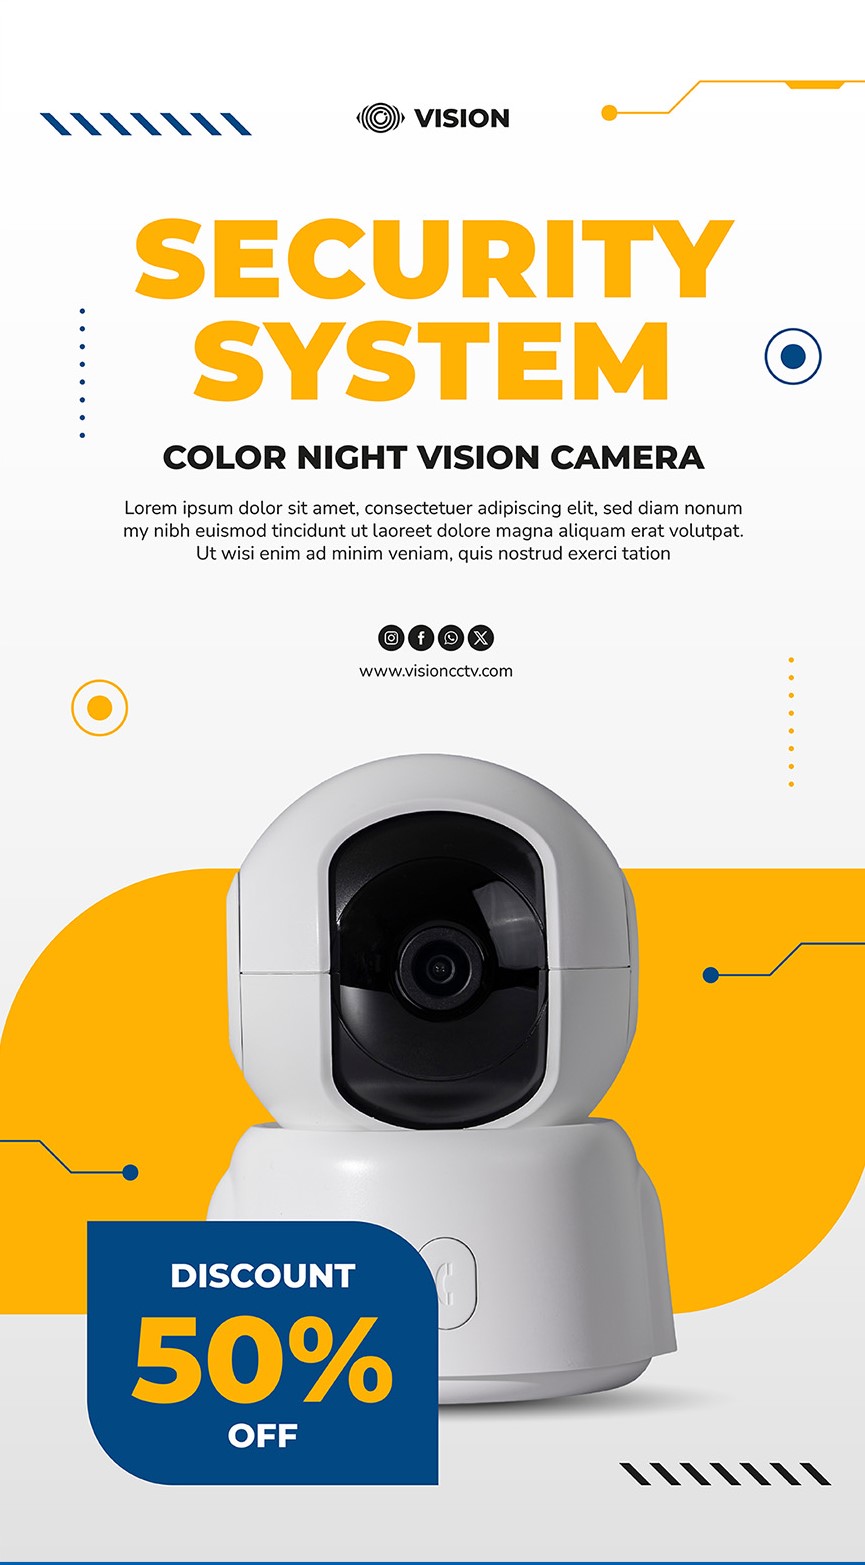 VISION
SECURITY
SYSTEM
COLOR NIGHT VISION CAMERA
Lorem ipsum dolor sit amet, consectetuer adipiscing elit, sed diam nonum
my nibh euismod tincidunt ut laoreet dolore magna aliquam erat volutpat.
Ut wisi enim ad minim veniam, quis nostrud exerci tation
www.visioncctv.com
DISCOUNT
50%
OFF